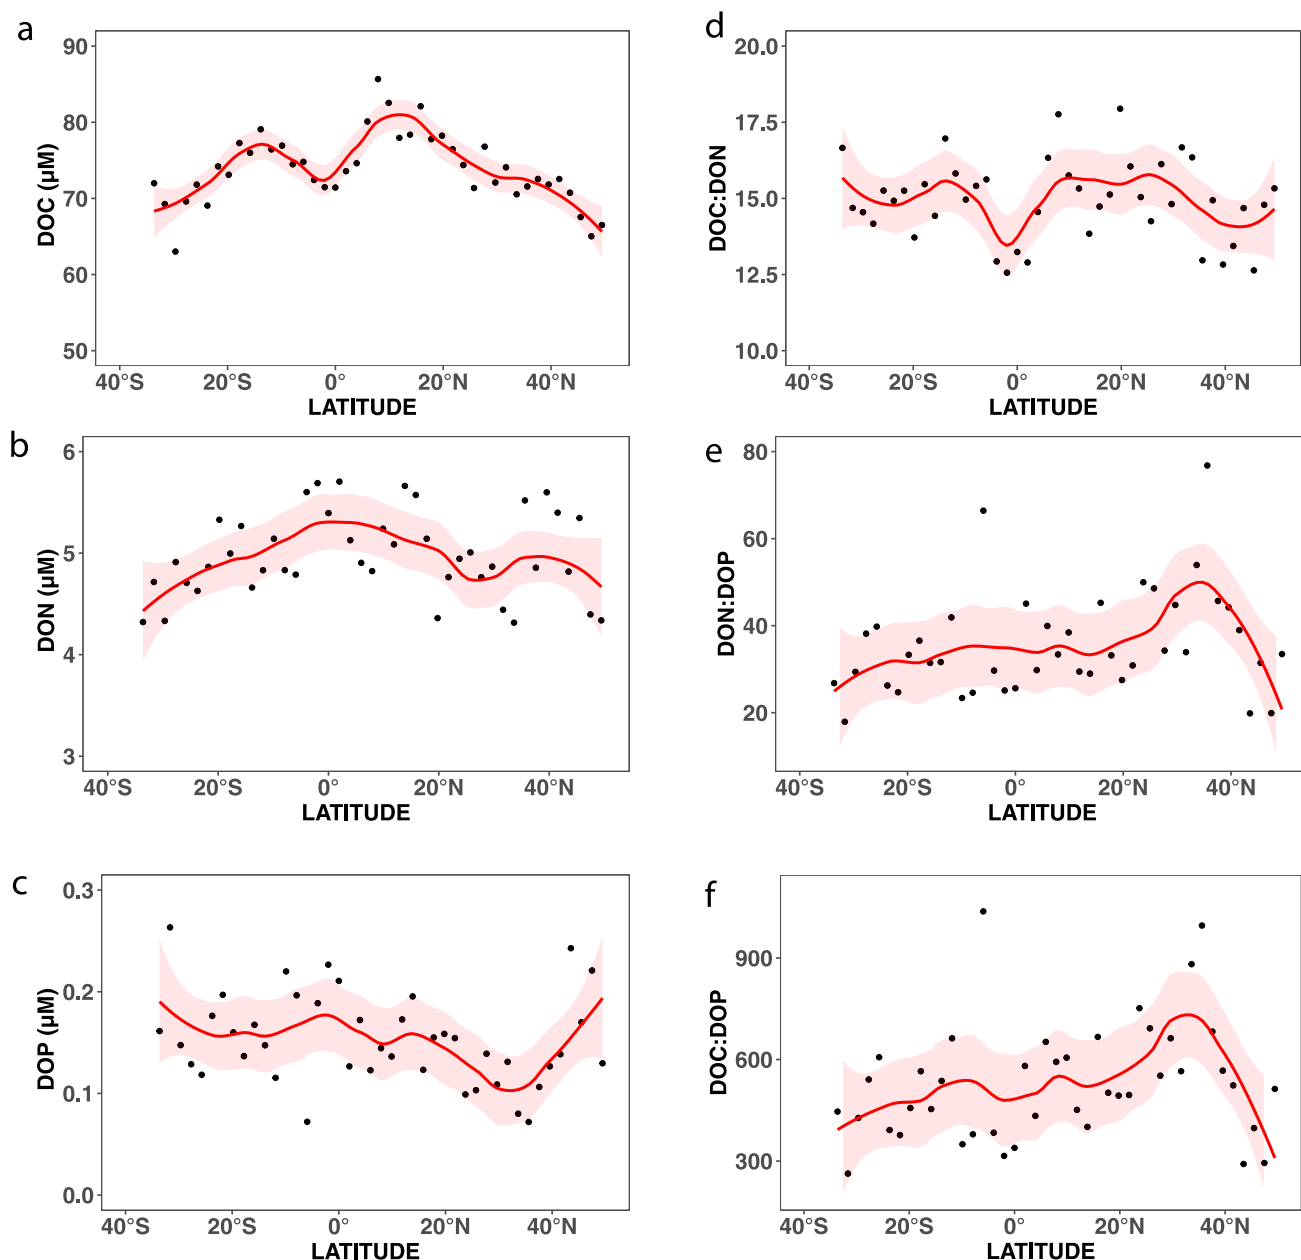 a
90
80
70
60
50
DOC (µM)
40°S 20°S 0° 20°N 40°N
LATITUDE
b
6
5
4
3
DON (µM)
40°S 20°S 0° 20°N 40°N
LATITUDE
c
0.3
0.2
0.1
0.0
DOP (µM)
40°S 20°S 0° 20°N 40°N
LATITUDE
d
20.0
17.5
15.0
12.5
10.0
DOC:DON
40°S 20°S 0° 20°N 40°N
LATITUDE
e
80
60
40
20
DON:DOP
40°S 20°S 0° 20°N 40°N
LATITUDE
f
900
600
300
DOC:DOP
40°S 20°S 0° 20°N 40°N
LATITUDE